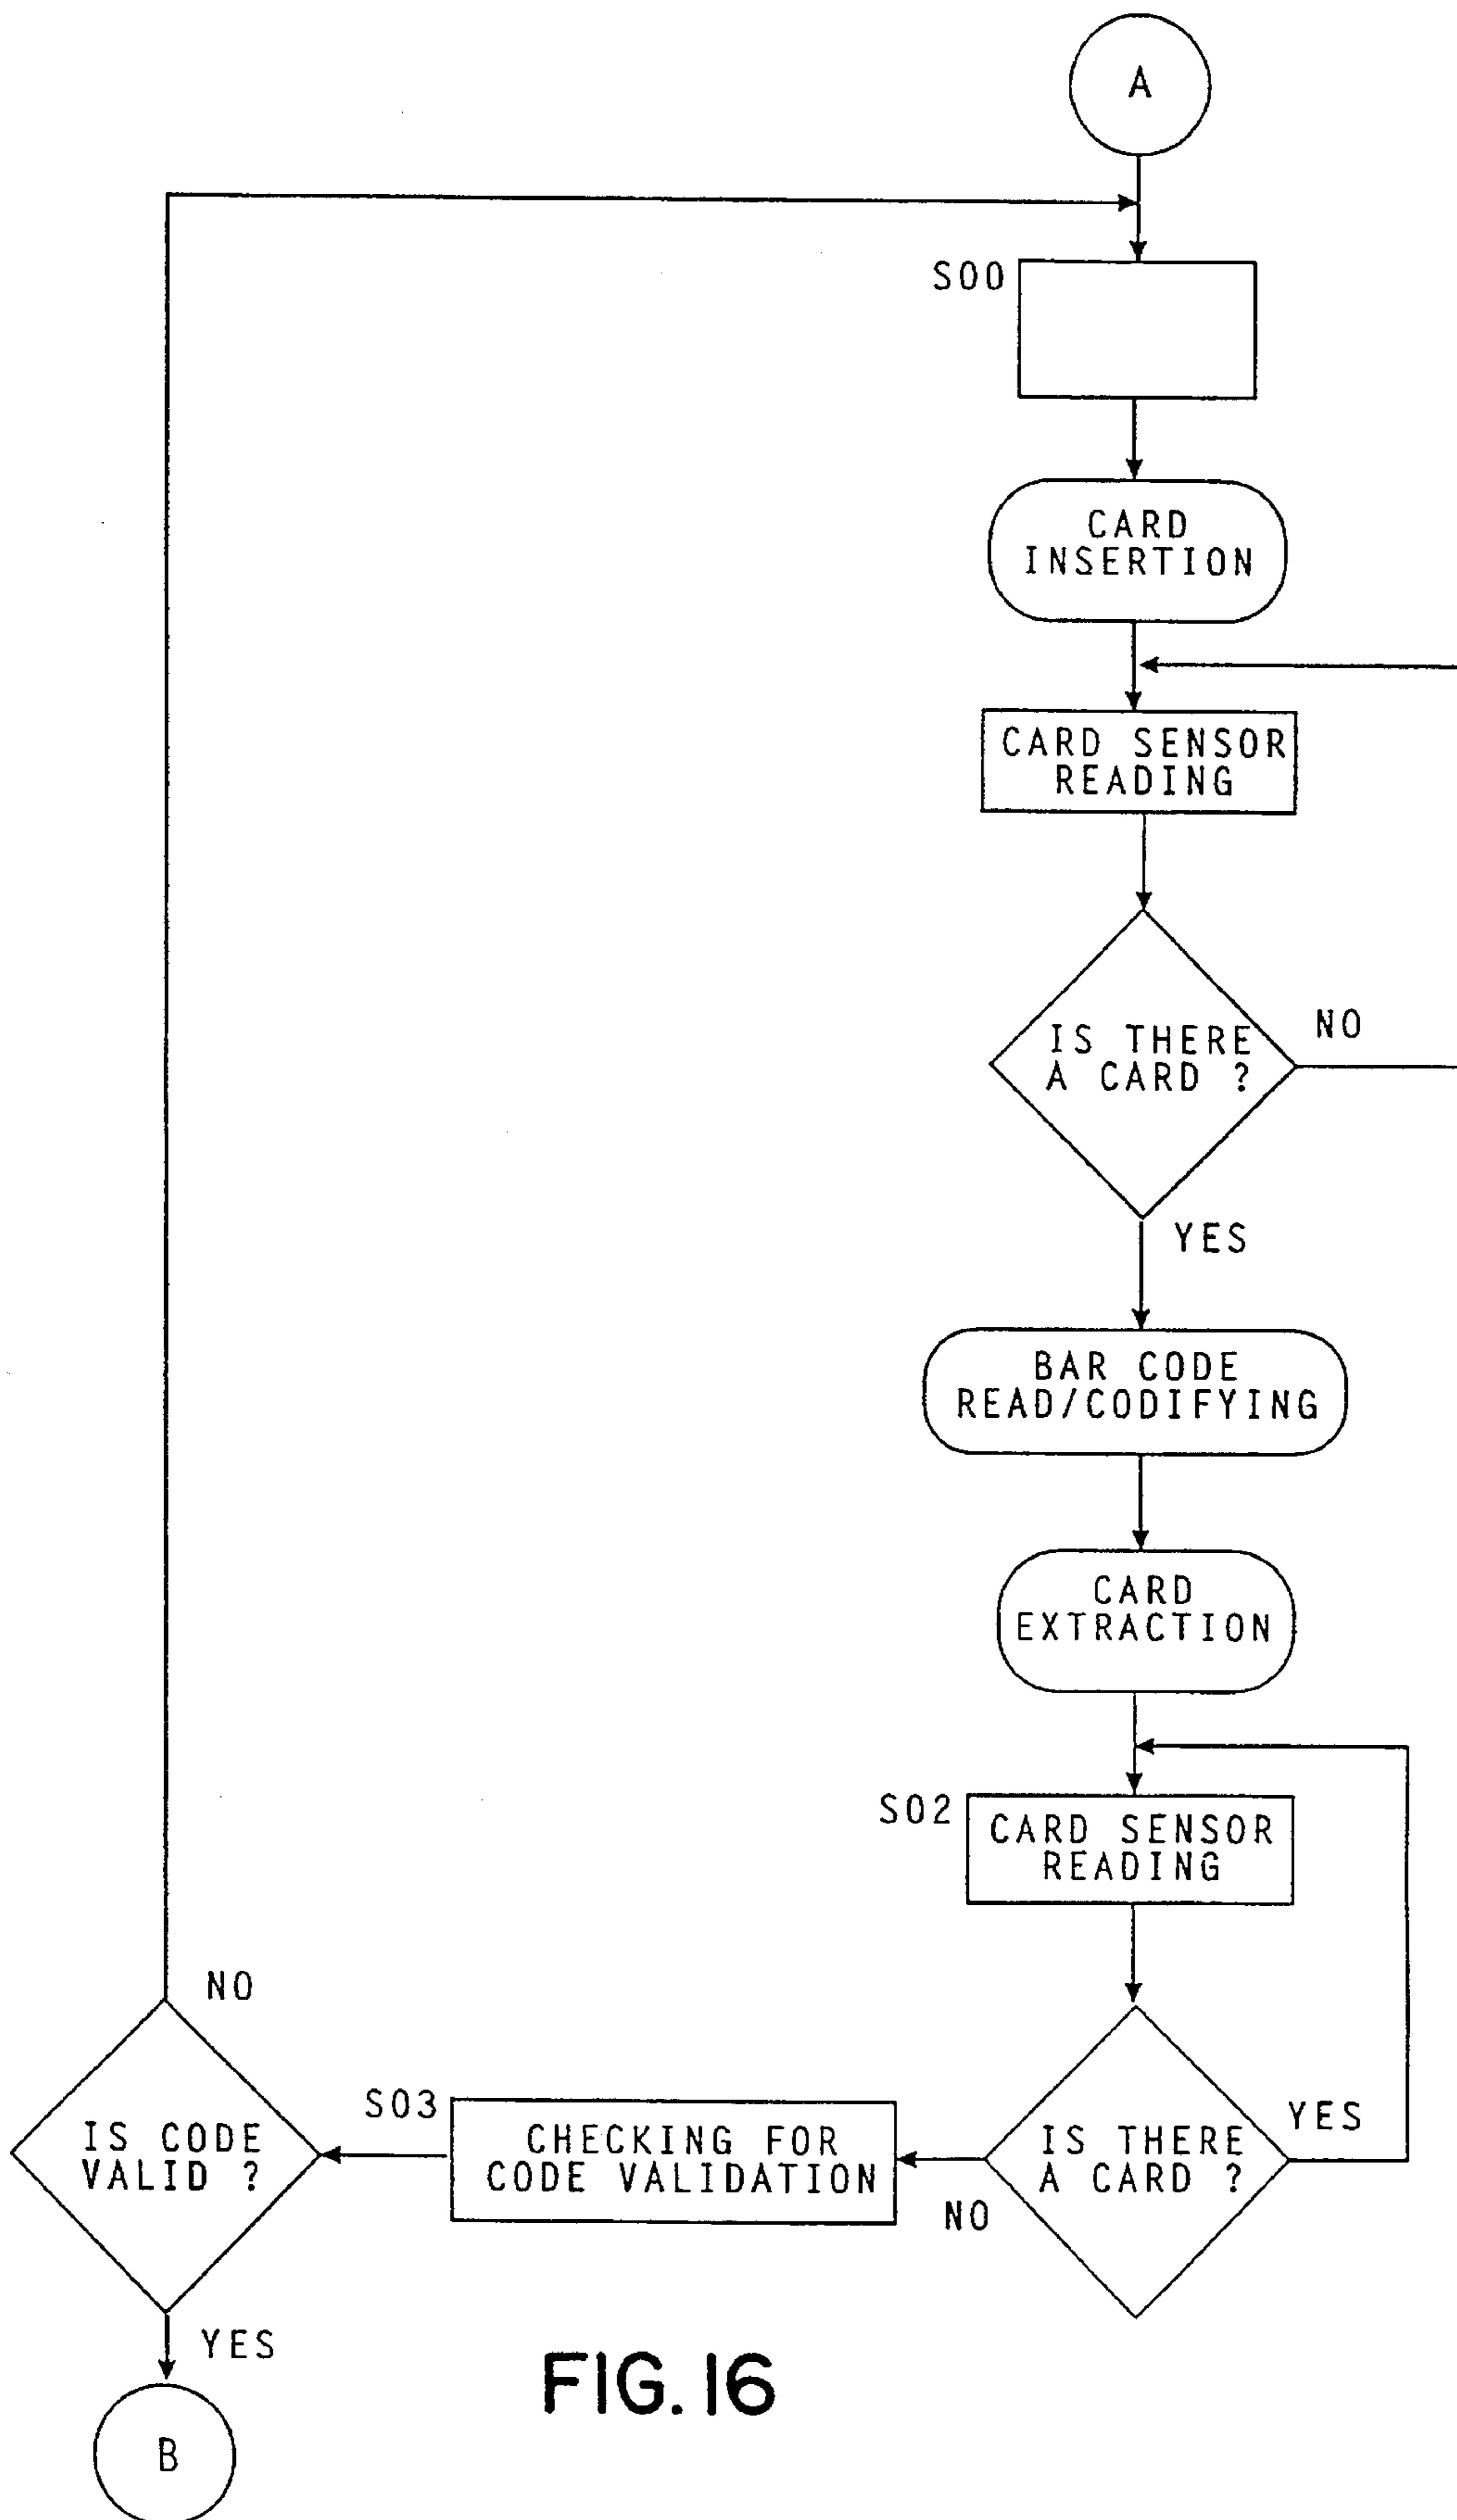 A
S00
CARD
INSERTION
CARD SENSOR
READING
IS THERE
A CARD ?
NO
YES
BAR CODE
READ/CODIFYING
CARD
EXTRACTION
S02
CARD SENSOR
READING
IS THERE
A CARD ?
YES
NO
S03
CHECKING FOR
CODE VALIDATION
IS CODE
VALID ?
NO
YES
B
FIG. 16